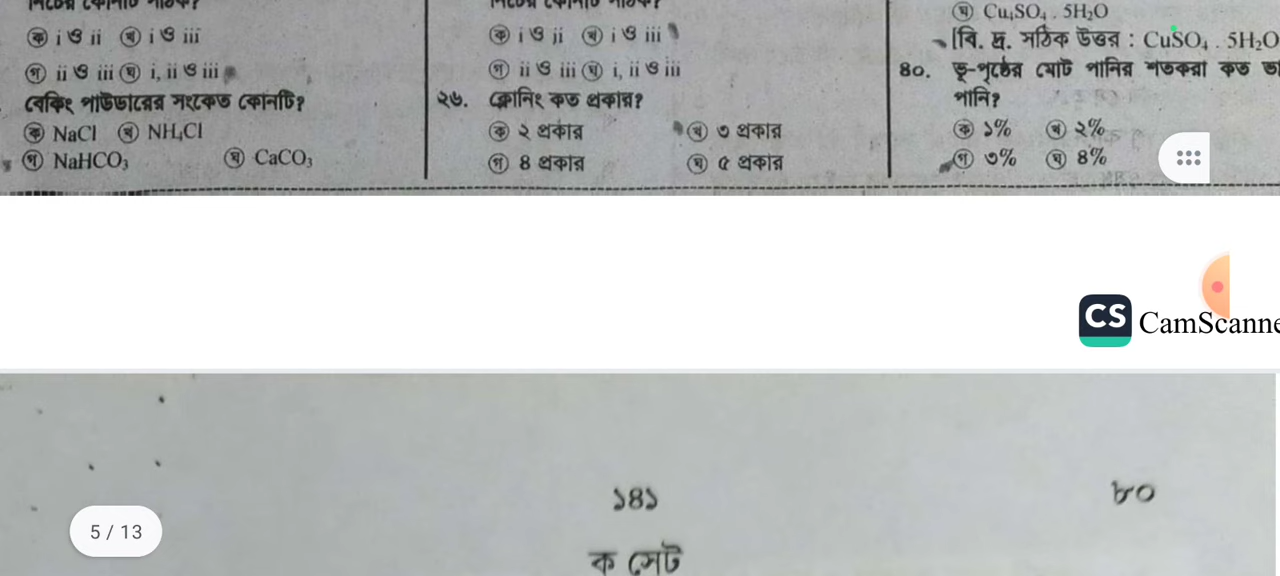 ক i ও ii খ i ও iii
গ ii ও iii ঘ i, ii ও iii
বেকিং পাউডারের সংকেত কোনটি?
ক NaCl খ NH₄Cl
গ NaHCO₃ ঘ CaCO₃
ক i ও ii খ i ও iii
গ ii ও iii ঘ i, ii ও iii
২৬. ক্লোনিং কত প্রকার?
ক ২ প্রকার খ ৩ প্রকার
গ ৪ প্রকার ঘ ৫ প্রকার
ঘ Cu₄SO₄ . 5H₂O
[বি. দ্র. সঠিক উত্তর : CuSO₄ . 5H₂O
৪০. ভূ-পৃষ্ঠের মোট পানির শতকরা কত
পানি?
ক ১% খ ২%
গ ৩% ঘ ৪%
CS CamScanne
১৪১ ৮০
5 / 13
ক সেট